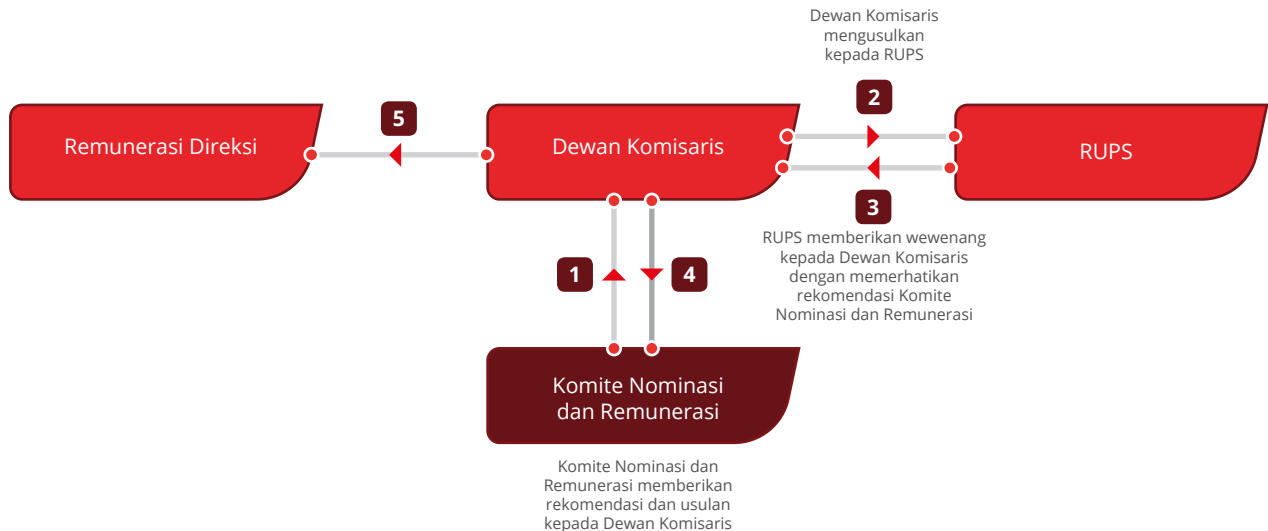 Dewan Komisaris
mengusulkan
kepada RUPS
5
2
Remunerasi Direksi
Dewan Komisaris
RUPS
3
RUPS memberikan wewenang
kepada Dewan Komisaris
dengan memerhatikan
rekomendasi Komite
Nominasi dan Remunerasi
1
4
Komite Nominasi
dan Remunerasi
Komite Nominasi dan
Remunerasi memberikan
rekomendasi dan usulan
kepada Dewan Komisaris